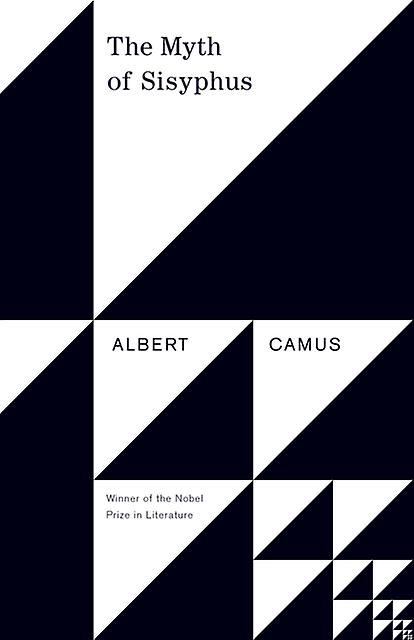 The Myth
of Sisyphus
ALBERT CAMUS
Winner of the Nobel
Prize in Literature